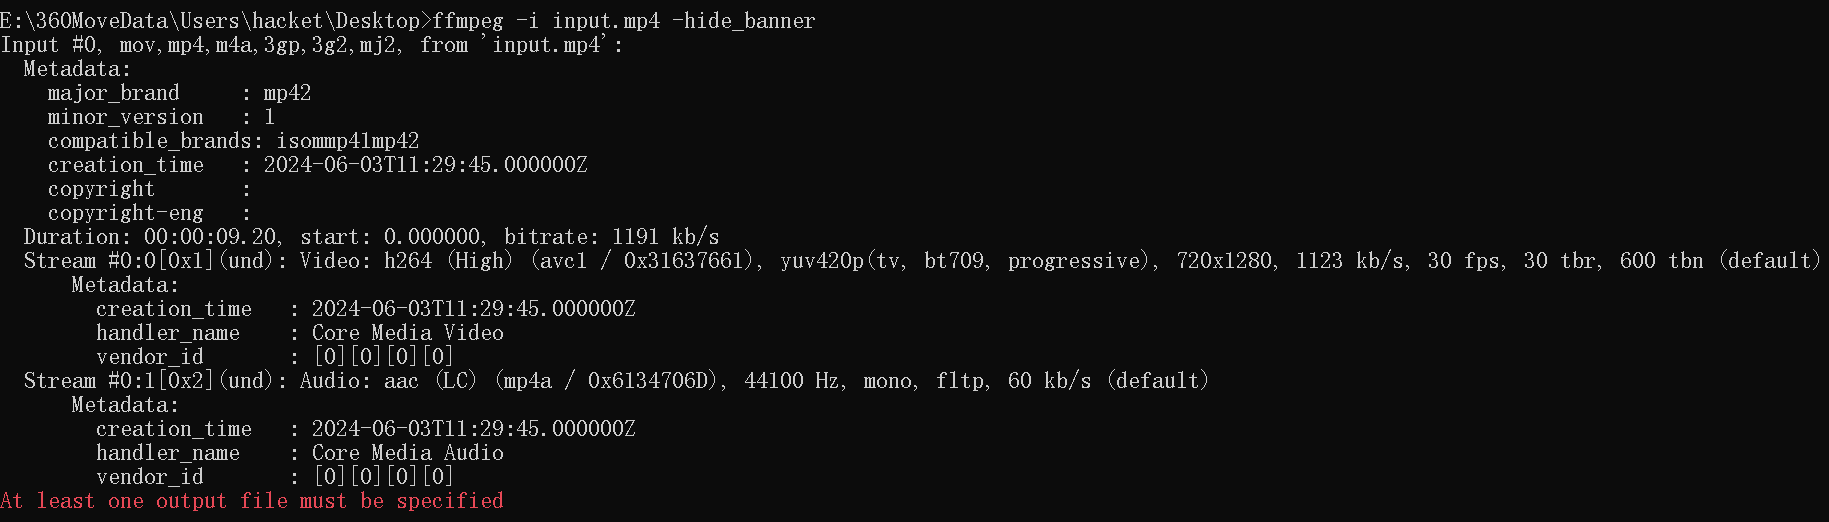 E:\360MoveData\Users\hacket\Desktop>ffmpeg -i input.mp4 -hide_banner
Input #0, mov,mp4,m4a,3gp,3g2,mj2, from 'input.mp4':
  Metadata:
    major_brand     : mp42
    minor_version   : 1
    compatible_brands: isommp41mp42
    creation_time   : 2024-06-03T11:29:45.000000Z
    copyright       :
    copyright-eng   :
  Duration: 00:00:09.20, start: 0.000000, bitrate: 1191 kb/s
  Stream #0:0[0x1](und): Video: h264 (High) (avc1 / 0x31637661), yuv420p(tv, bt709, progressive), 720x1280, 1123 kb/s, 30 fps, 30 tbr, 600 tbn (default)
      Metadata:
        creation_time   : 2024-06-03T11:29:45.000000Z
        handler_name    : Core Media Video
        vendor_id       : [0][0][0][0]
  Stream #0:1[0x2](und): Audio: aac (LC) (mp4a / 0x6134706D), 44100 Hz, mono, fltp, 60 kb/s (default)
      Metadata:
        creation_time   : 2024-06-03T11:29:45.000000Z
        handler_name    : Core Media Audio
        vendor_id       : [0][0][0][0]
At least one output file must be specified